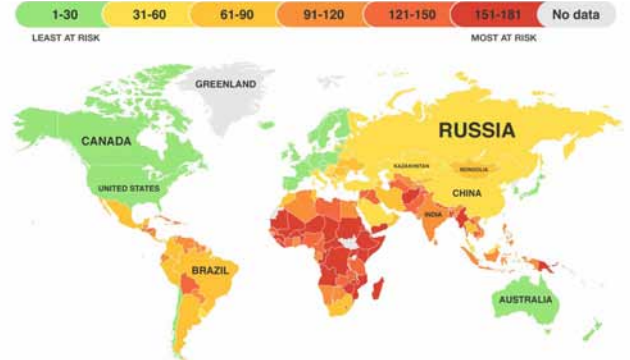 1-30 31-60 61-90 91-120 121-150 151-181 No data
LEAST AT RISK MOST AT RISK
GREENLAND
CANADA
RUSSIA
KAZAKHSTAN
MONGOLIA
UNITED STATES
CHINA
INDIA
BRAZIL
AUSTRALIA